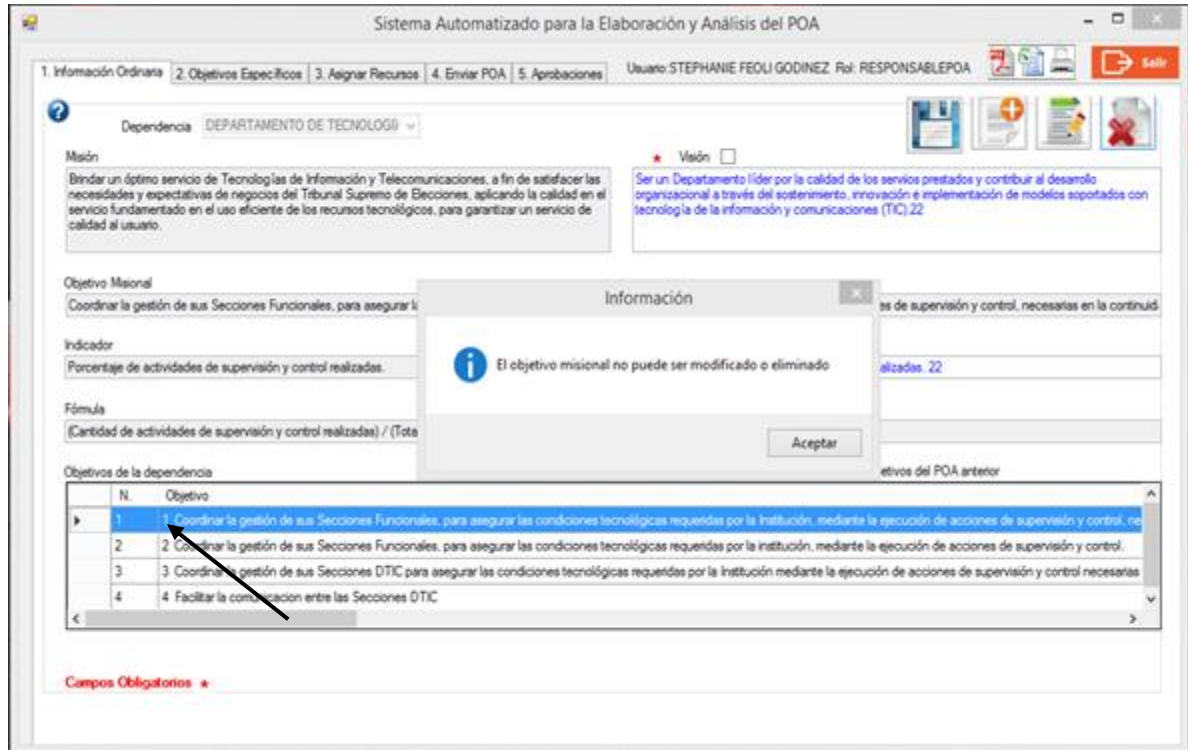 Sistema Automatizado para la Elaboración y Análisis del POA
1. Información Ordinaria 2. Objetivos Específicos 3. Asignar Recursos 4. Enviar POA 5. Aprobaciones Usuario: STEPHANIE FEOLI GODINEZ Rol: RESPONSABLEPOA Salir
Dependencia DEPARTAMENTO DE TECNOLOGI
Misión
Brindar un óptimo servicio de Tecnologías de Información y Telecomunicaciones, a fin de satisfacer las
necesidades y expectativas de negocios del Tribunal Supremo de Elecciones, aplicando la calidad en el
servicio fundamentado en el uso eficiente de los recursos tecnológicos, para garantizar un servicio de
calidad al usuario.
* Visión
Ser un Departamento líder por la calidad de los servios prestados y contribuir al desarrollo
organizacional a través del sostenimiento, innovación e implementación de modelos soportados con
tecnología de la información y comunicaciones (TIC).22
Objetivo Misional
Coordinar la gestión de sus Secciones Funcionales, para asegurar la
es de supervisión y control, necesarias en la continuid
Indicador
Porcentaje de actividades de supervisión y control realizadas.
alizadas. 22
Fórmula
(Cantidad de actividades de supervisión y control realizadas) / (Tota
Información
El objetivo misional no puede ser modificado o eliminado
Aceptar
Objetivos de la dependencia
etivos del POA anterior
N. Objetivo
1 1 Coordinar la gestión de sus Secciones Funcionales, para asegurar las condiciones tecnológicas requeridas por la Institución, mediante la ejecución de acciones de supervisión y control, ne
2 2 Coordinar la gestión de sus Secciones Funcionales, para asegurar las condiciones tecnológicas requeridas por la institución, mediante la ejecución de acciones de supervisión y control.
3 3 Coordinar la gestión de sus Secciones DTIC para asegurar las condiciones tecnológicas requeridas por la Institución mediante la ejecución de acciones de supervisión y control necesarias
4 4 Facilitar la comunicacion entre las Secciones DTIC
Campos Obligatorios *